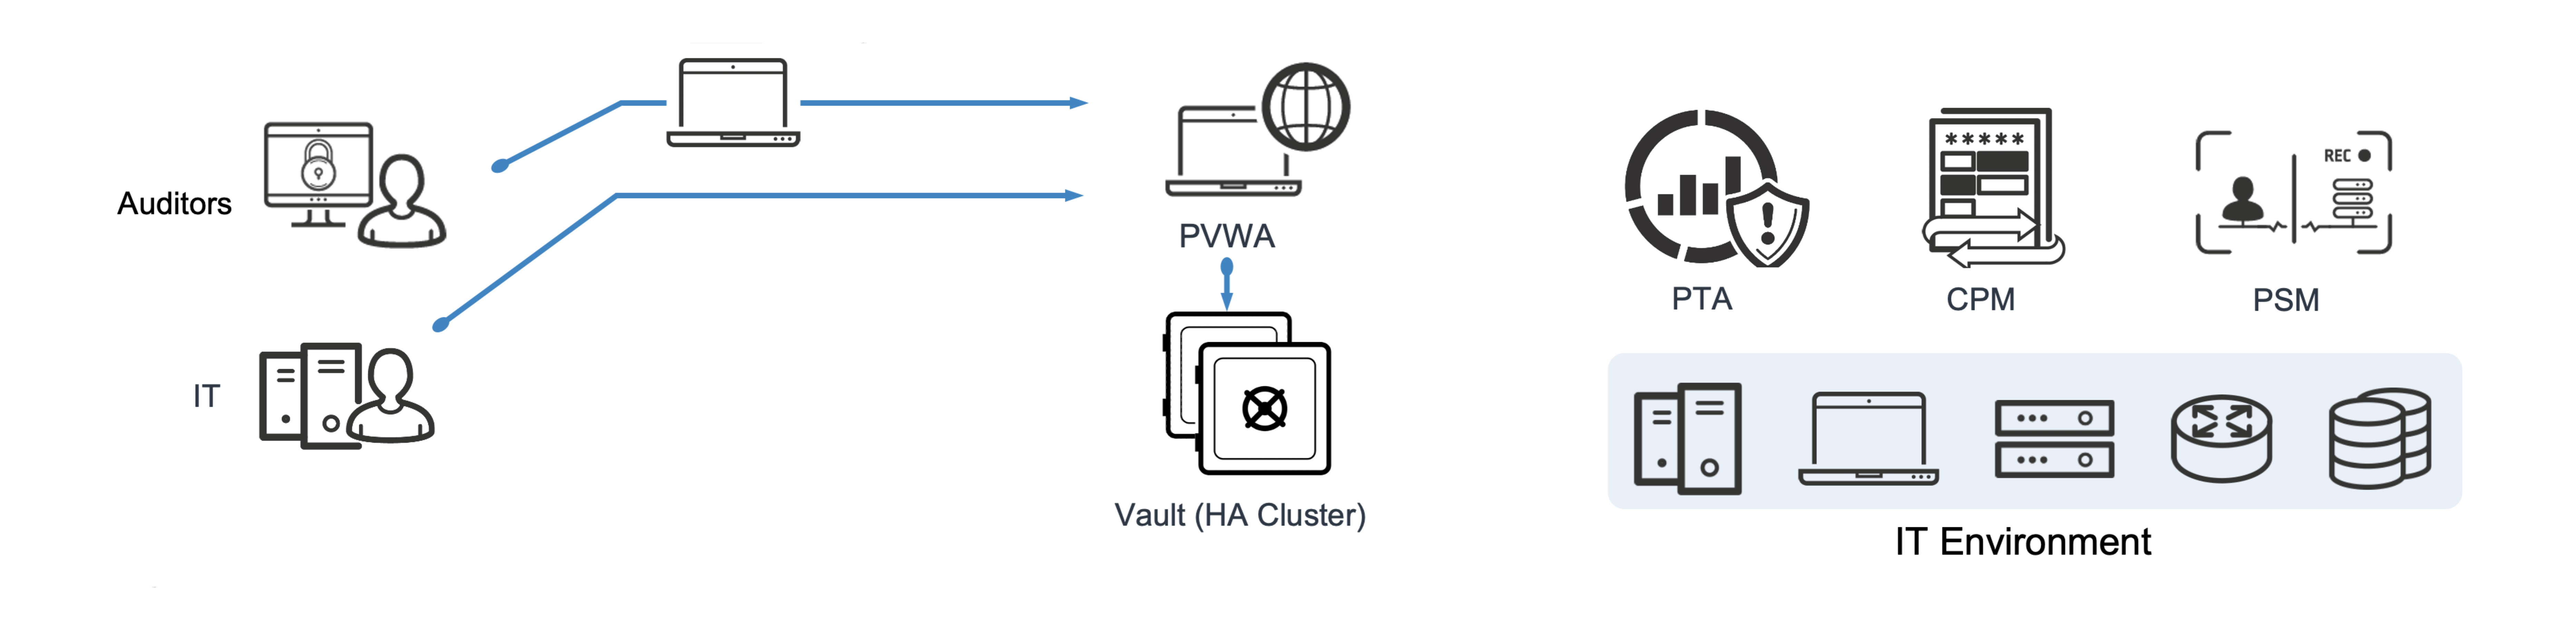 Auditors
IT
PVWA
Vault (HA Cluster)
PTA
*****
CPM
REC
PSM
IT Environment